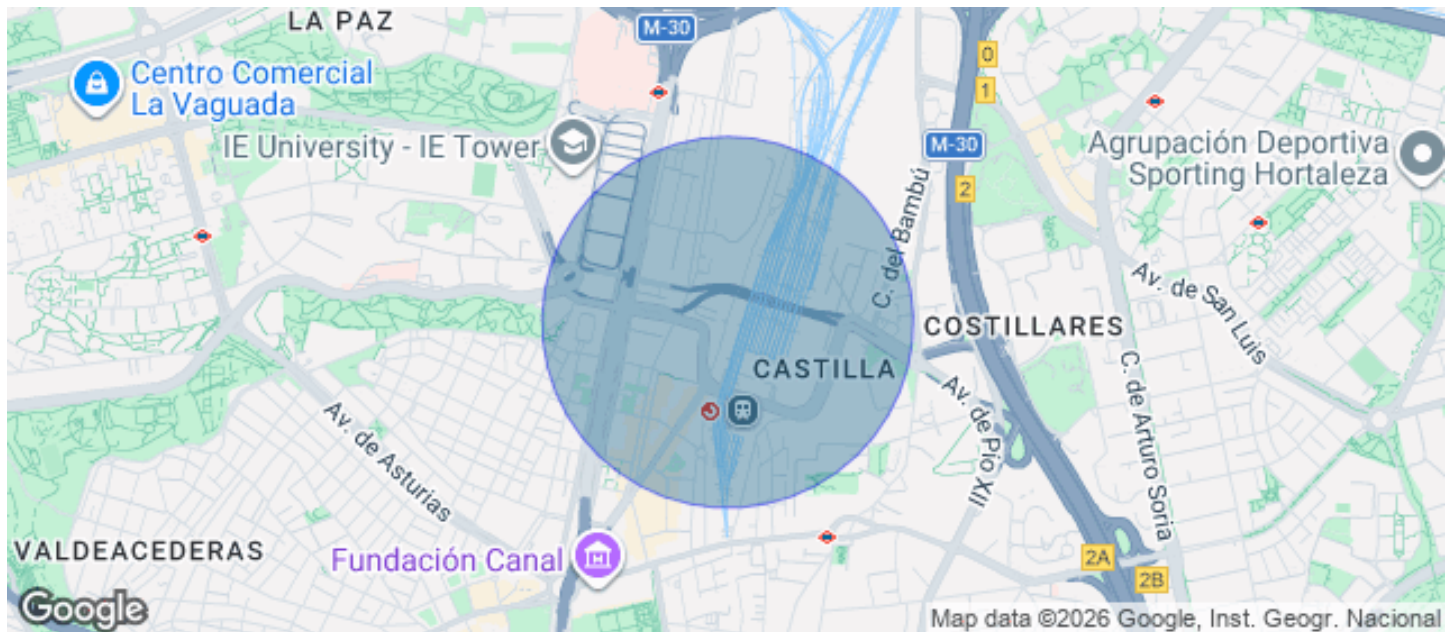 LA PAZ
M-30
Centro Comercial
La Vaguada
0
1
IE University - IE Tower
M-30
Agrupación Deportiva
Sporting Hortaleza
2
C. del Bambú
Av. de San Luis
COSTILLARES
CASTILLA
C. de Arturo Soria
Av. de Pío XII
Av. de Asturias
VALDEACEDERAS
Fundación Canal
2A
2B
Google
Map data ©2026 Google, Inst. Geogr. Nacional